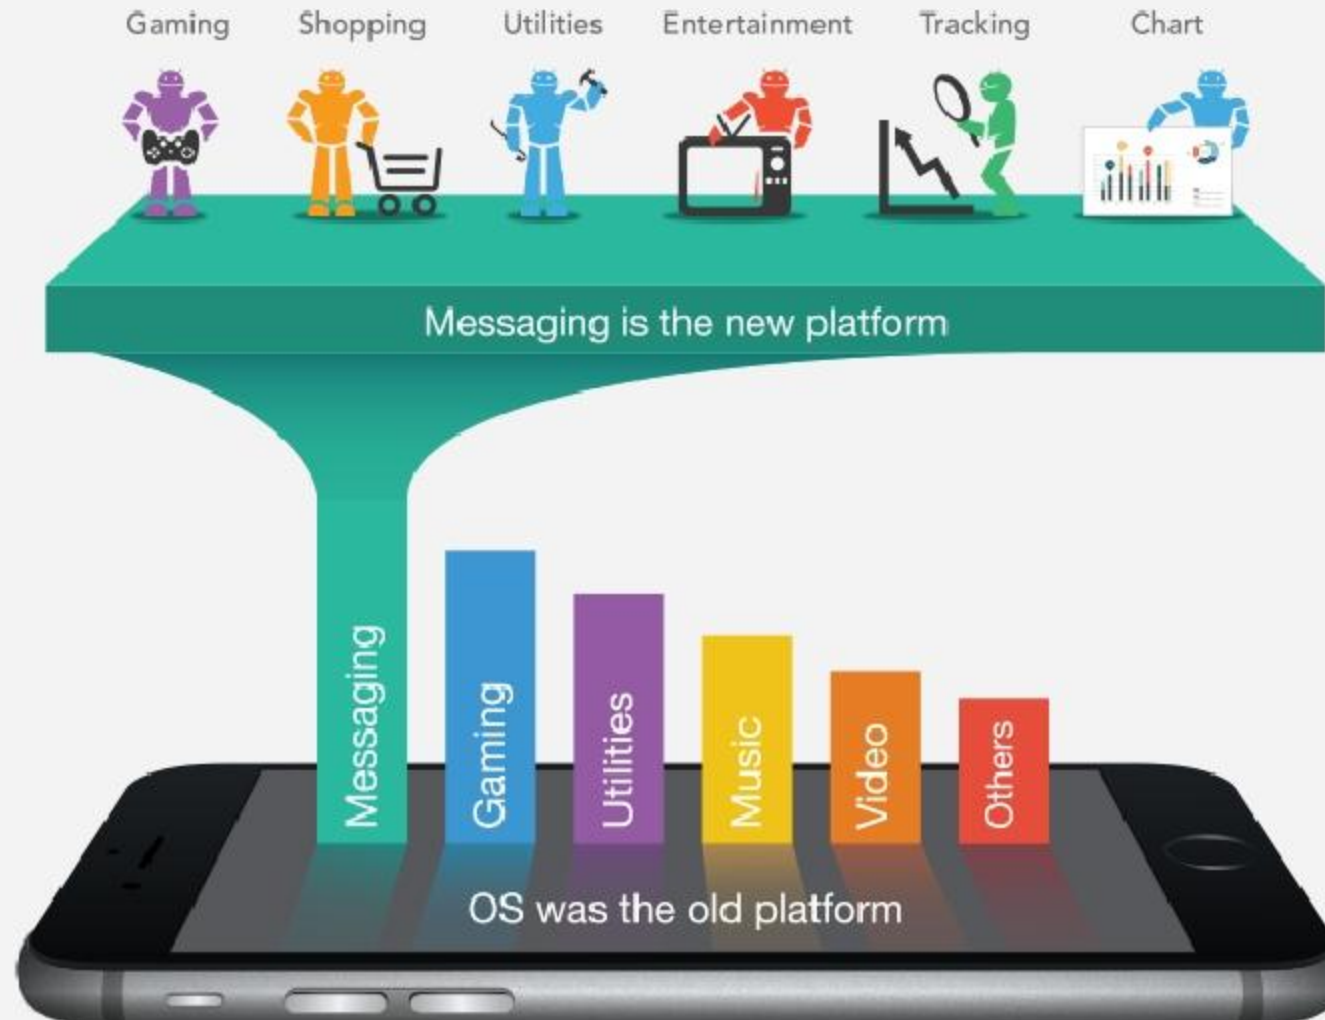 Gaming Shopping Utilities Entertainment Tracking Chart
Messaging is the new platform
Messaging
Gaming
Utilities
Music
Video
Others
OS was the old platform